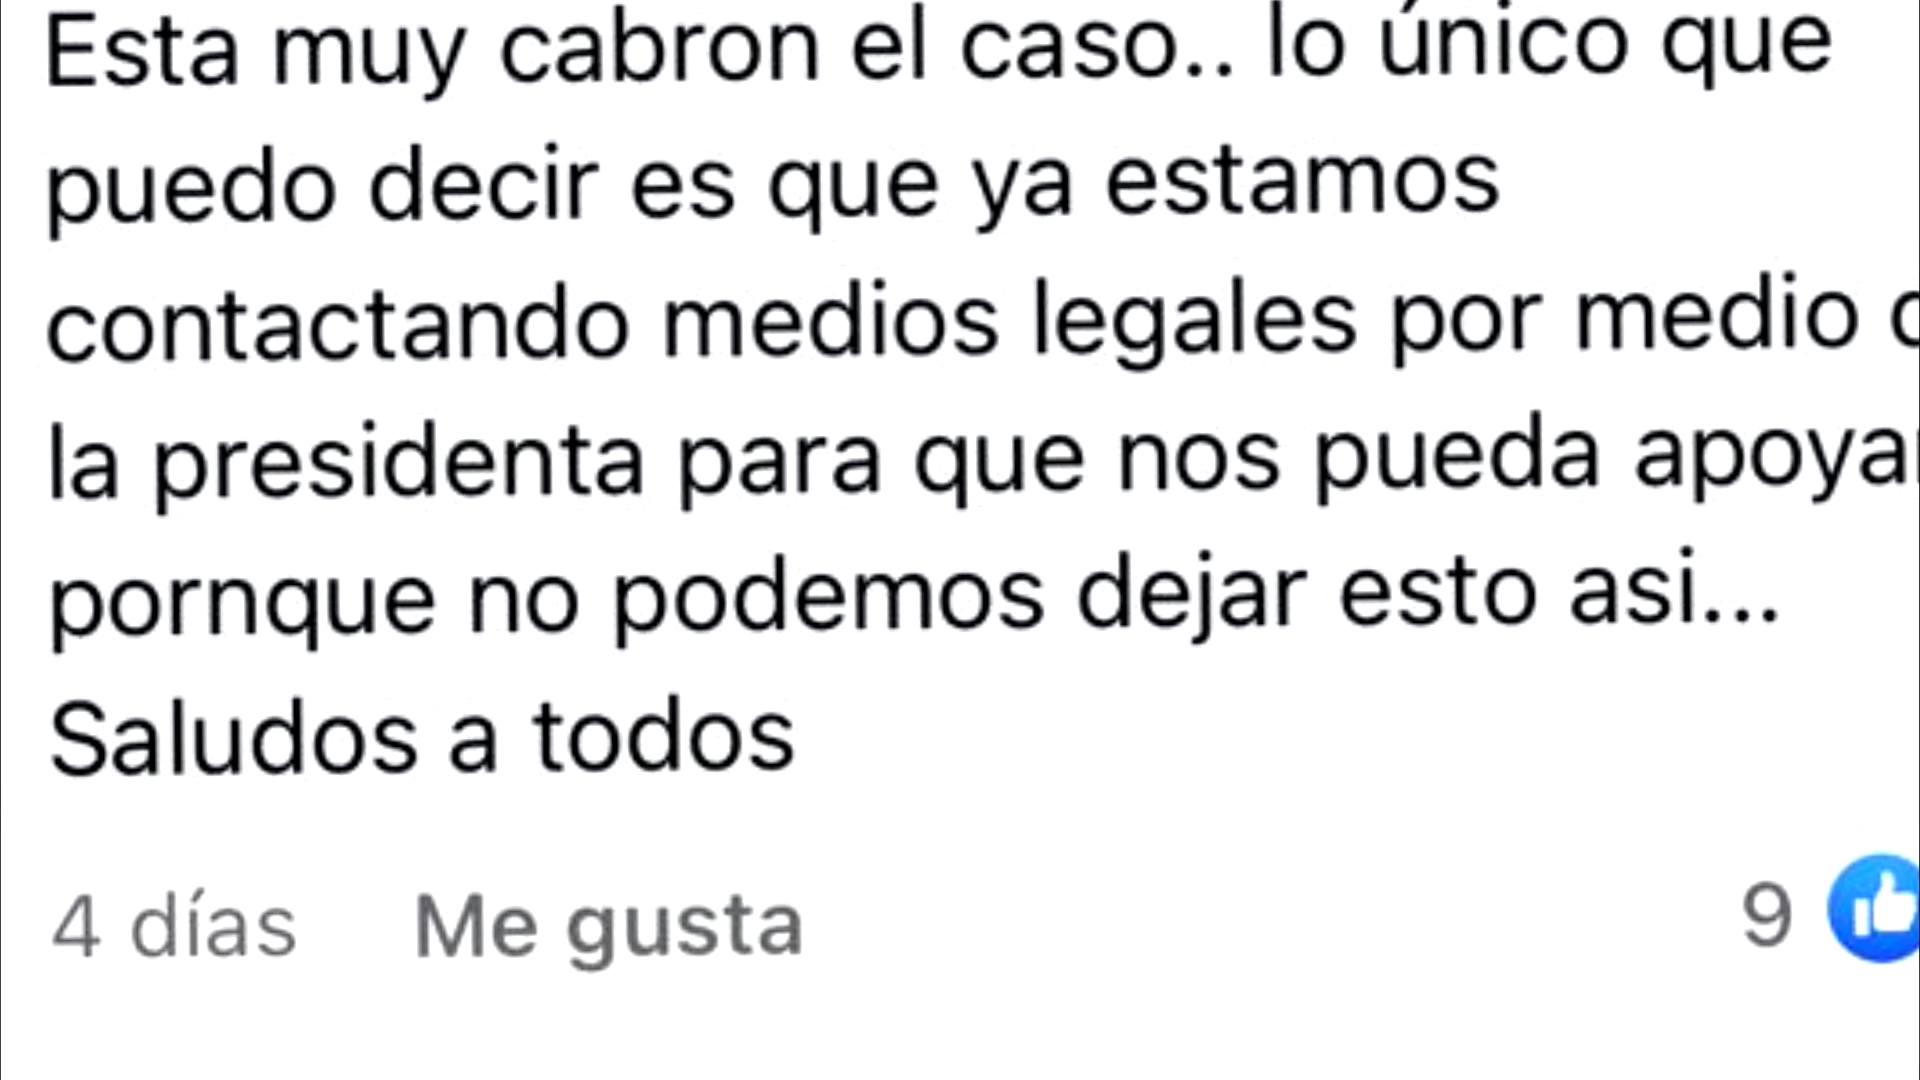 Esta muy cabron el caso.. lo único que
puedo decir es que ya estamos
contactando medios legales por medio
la presidenta para que nos pueda apoyar
pornque no podemos dejar esto asi...
Saludos a todos
4 días Me gusta 9